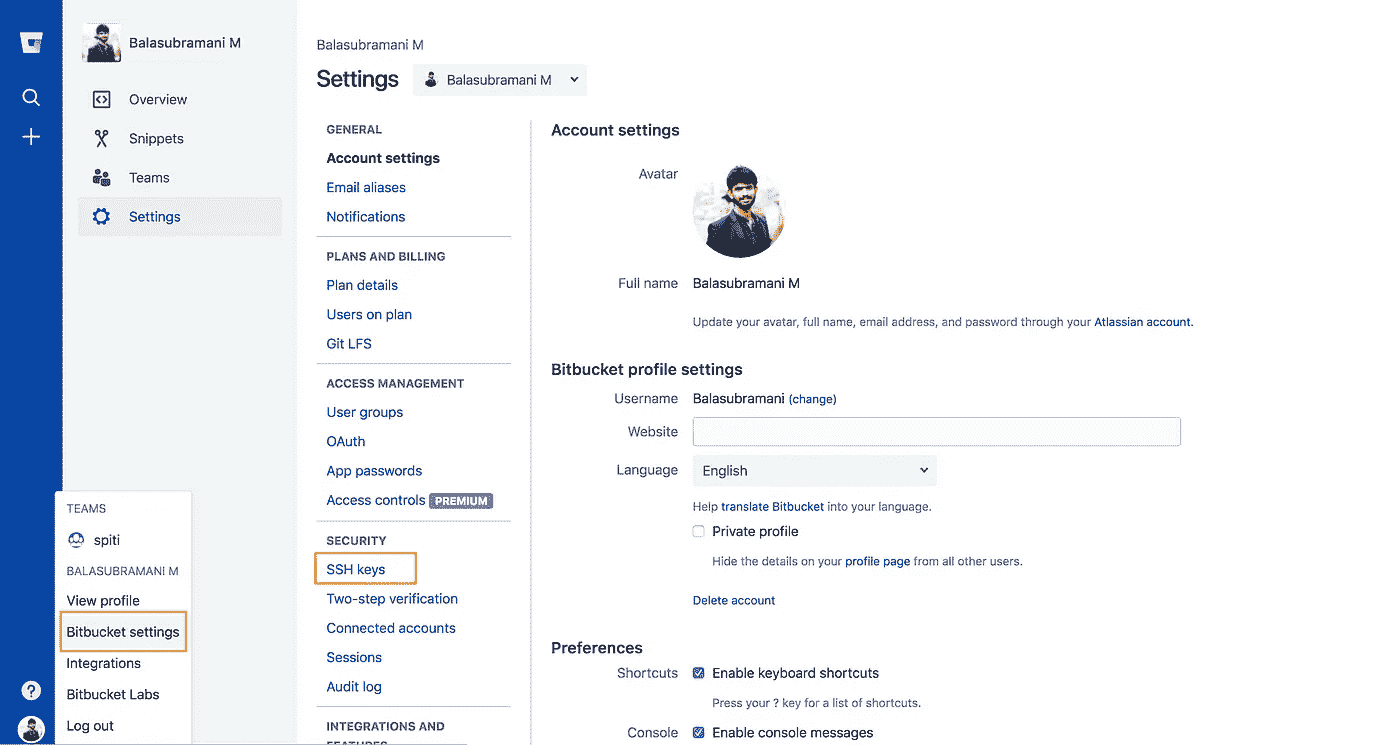 Balasubramani M
Overview
Snippets
Teams
Settings
TEAMS
spiti
BALASUBRAMANI M
View profile
Bitbucket settings
Integrations
Bitbucket Labs
Log out
?
Balasubramani M
Settings
Balasubramani M
GENERAL
Account settings
Email aliases
Notifications
PLANS AND BILLING
Plan details
Users on plan
Git LFS
ACCESS MANAGEMENT
User groups
OAuth
App passwords
Access controls PREMIUM
SECURITY
SSH keys
Two-step verification
Connected accounts
Sessions
Audit log
INTEGRATIONS AND
FEATURES
Account settings
Avatar
Full name Balasubramani M
Update your avatar, full name, email address, and password through your Atlassian account.
Bitbucket profile settings
Username Balasubramani (change)
Website
Language English
Help translate Bitbucket into your language.
Private profile
Hide the details on your profile page from all other users.
Delete account
Preferences
Shortcuts Enable keyboard shortcuts
Press your ? key for a list of shortcuts.
Console Enable console messages